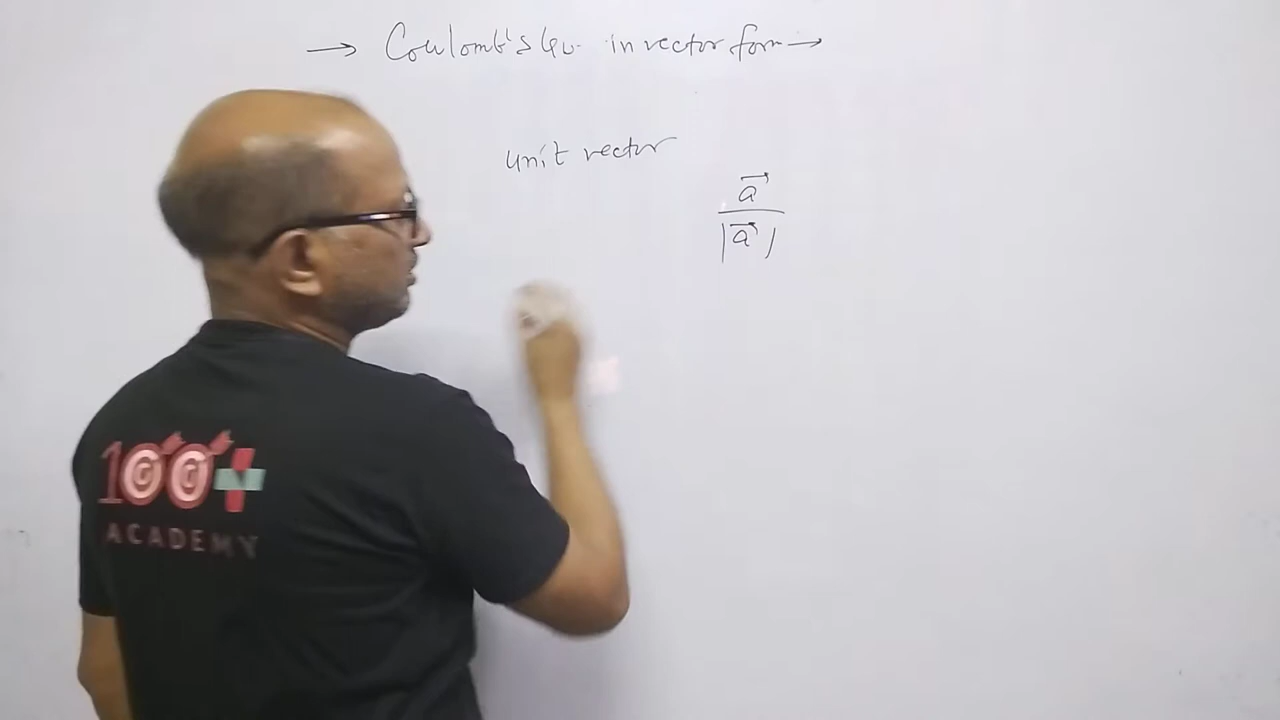 → Coulomb's law in vector form →
unit vector
a⃗
|a⃗|
100+
ACADEMY